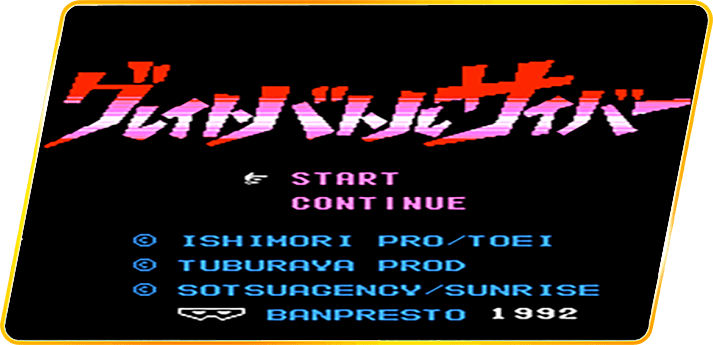 グレイトバトルサイバー
START
CONTINUE
© ISHIMORI PRO/TOEI
© TUBURAYA PROD
© SOTSUAGENCY/SUNRISE
BANPRESTO 1992